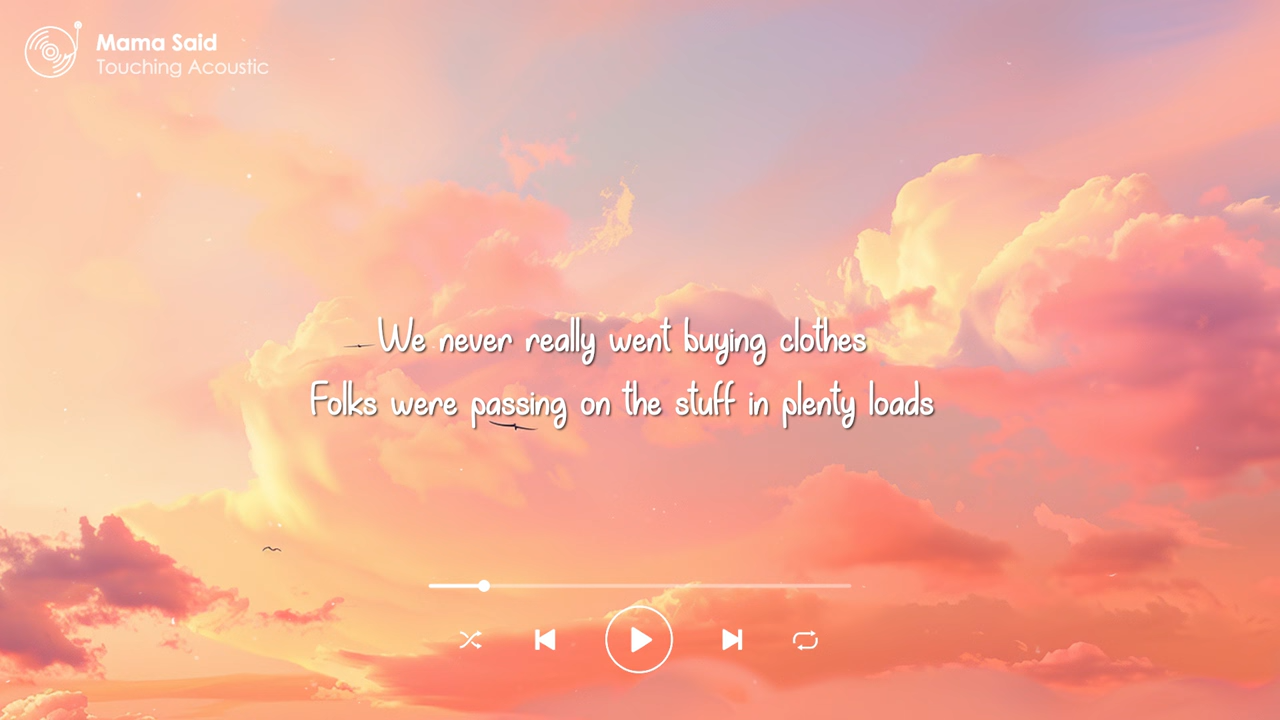 Mama Said
Touching Acoustic
We never really went buying clothes
Folks were passing on the stuff in plenty loads